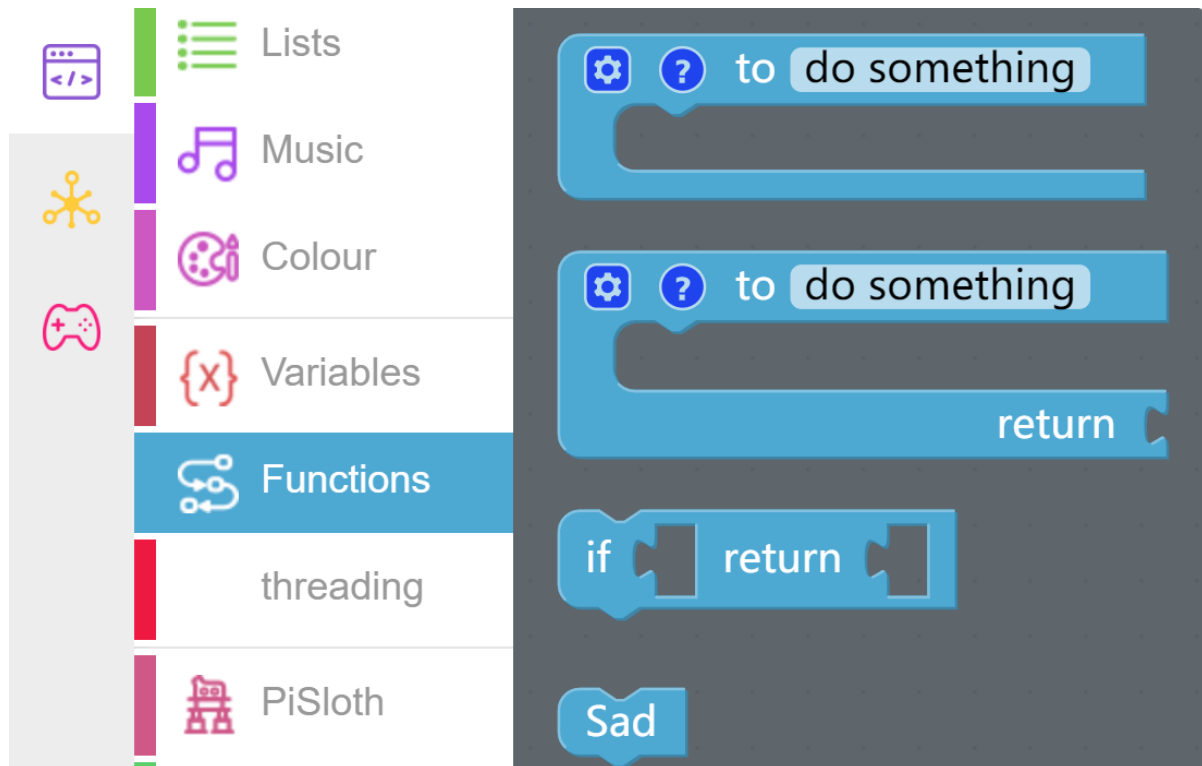 Lists
Music
Colour
Variables
Functions
threading
PiSloth
? to do something
? to do something
return
if return
Sad